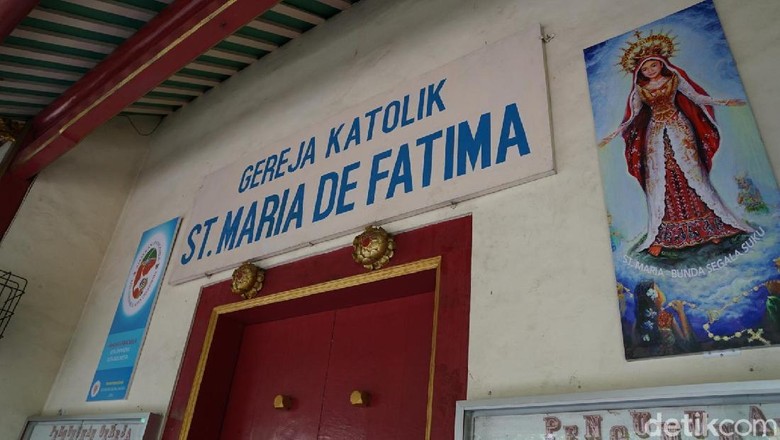 GEREJA KATOLIK
ST. MARIA DE FATIMA
ST. MARIA BUNDA SEGALA SUKU
detikcom